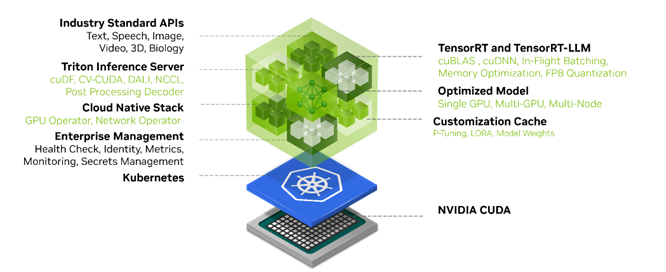 Industry Standard APIs
Text, Speech, Image,
Video, 3D, Biology
Triton Inference Server
cuDF, CV-CUDA, DALI, NCCL,
Post Processing Decoder
Cloud Native Stack
GPU Operator, Network Operator
Enterprise Management
Health Check, Identity, Metrics,
Monitoring, Secrets Management
Kubernetes
TensorRT and TensorRT-LLM
cuBLAS , cuDNN, In-Flight Batching,
Memory Optimization, FP8 Quantization
Optimized Model
Single GPU, Multi-GPU, Multi-Node
Customization Cache
P-Tuning, LORA, Model Weights
NVIDIA CUDA